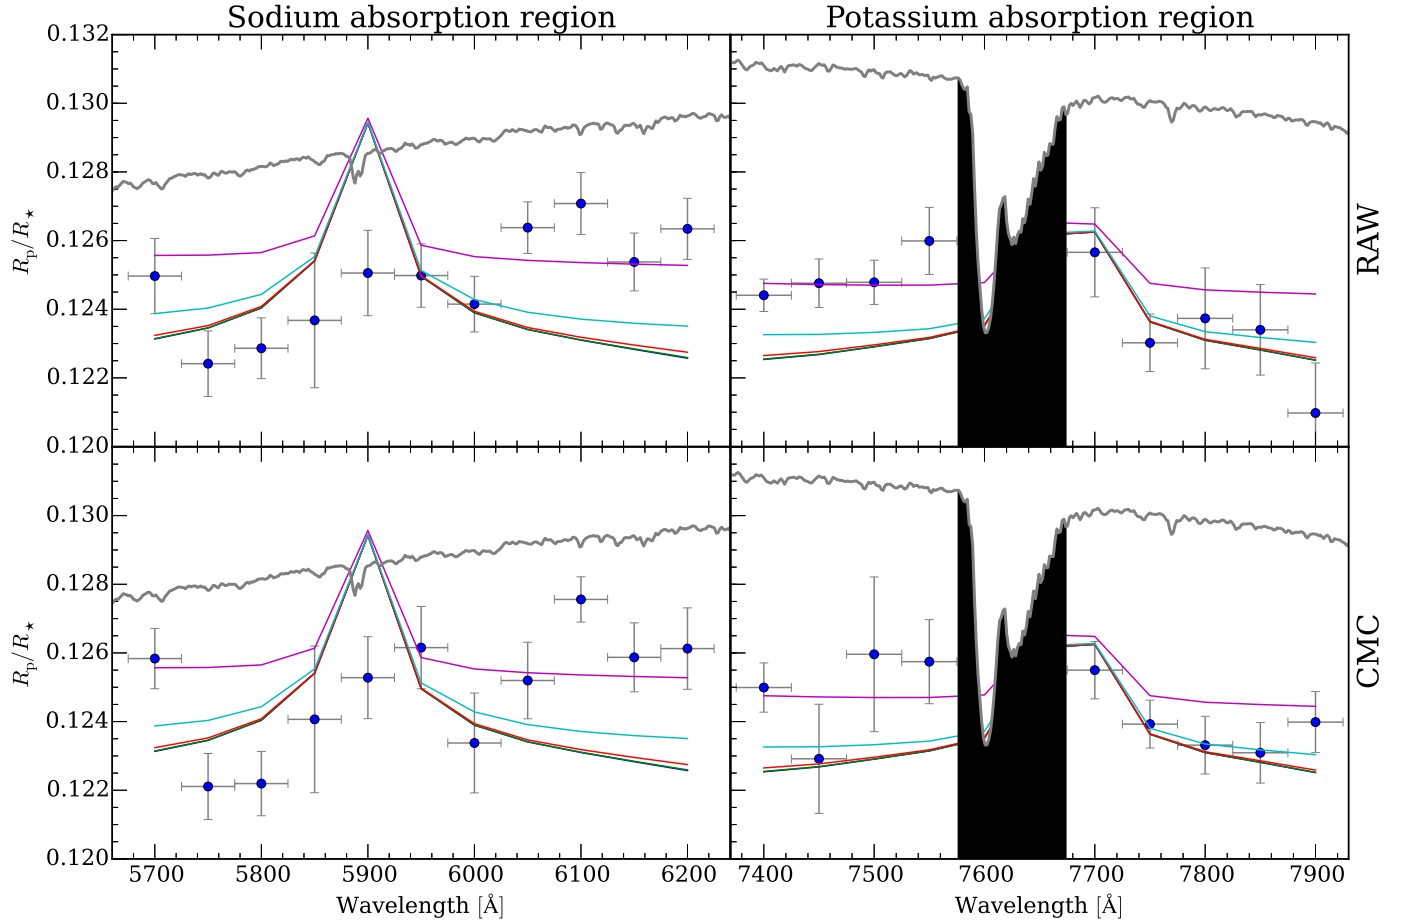 Sodium absorption region
Potassium absorption region
0.132
0.130
0.128
0.126
0.124
0.122
0.120
Rp/R⋆
RAW
0.130
0.128
0.126
0.124
0.122
0.120
Rp/R⋆
CMC
5700 5800 5900 6000 6100 6200
7400 7500 7600 7700 7800 7900
Wavelength [Å]
Wavelength [Å]